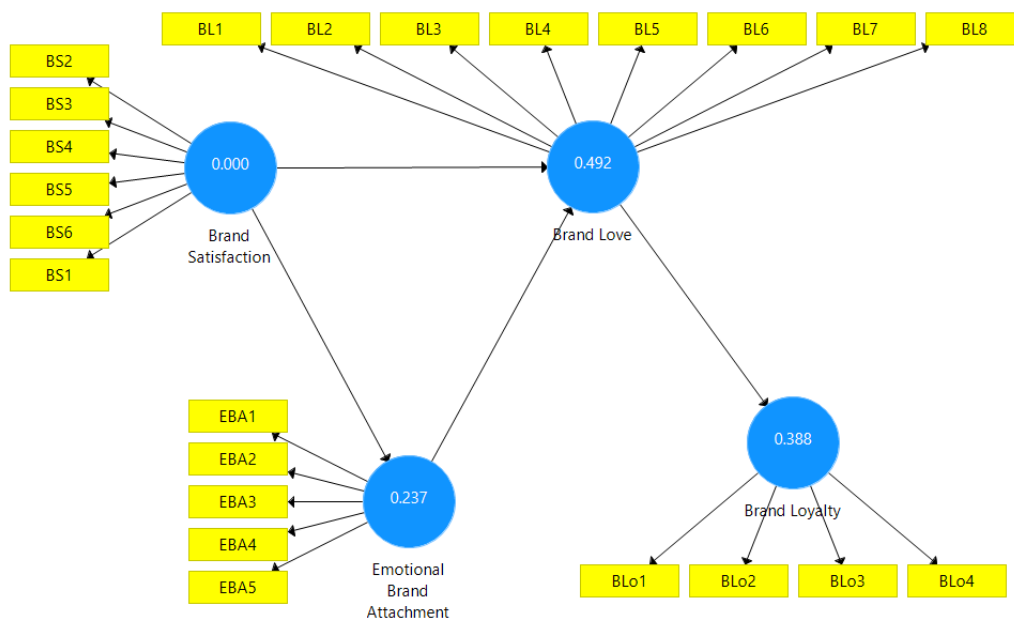 BL1
BL2
BL3
BL4
BL5
BL6
BL7
BL8
BS2
BS3
BS4
BS5
BS6
BS1
0.000
Brand
Satisfaction
0.492
Brand Love
EBA1
EBA2
EBA3
EBA4
EBA5
0.237
Emotional
Brand
Attachment
0.388
Brand Loyalty
BLo1
BLo2
BLo3
BLo4